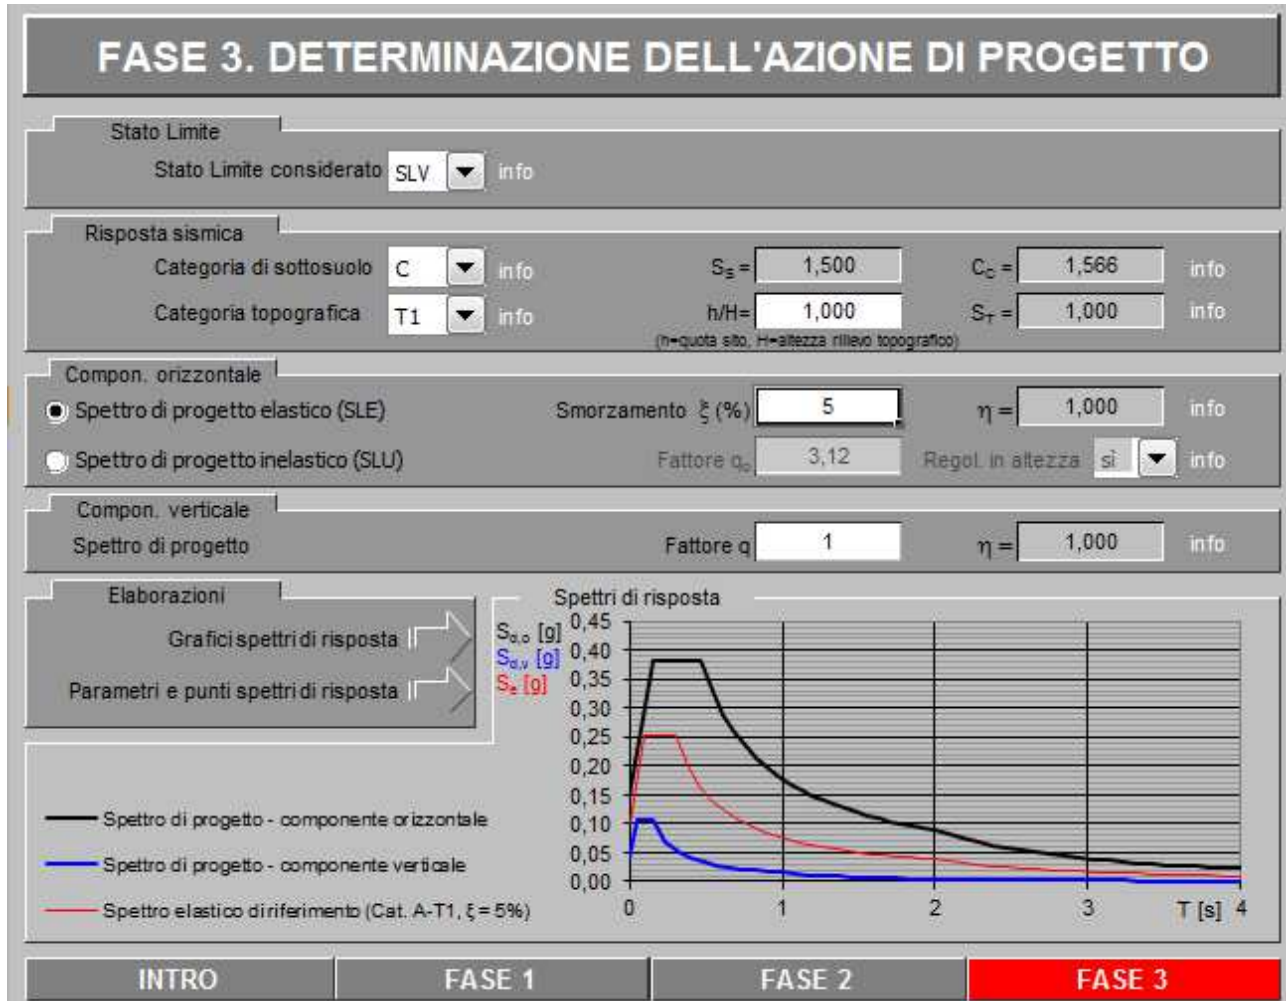 FASE 3. DETERMINAZIONE DELL'AZIONE DI PROGETTO
Stato Limite
Stato Limite considerato SLV info
Risposta sismica
Categoria di sottosuolo C info S_S = 1,500 C_C = 1,566 info
Categoria topografica T1 info h/H= 1,000 S_T = 1,000 info
(h=quota sito, H=altezza rilievo topografico)
Compon. orizzontale
Spettro di progetto elastico (SLE) Smorzamento ξ (%) 5 η = 1,000 info
Spettro di progetto inelastico (SLU) Fattore q_o 3,12 Regol. in altezza sì info
Compon. verticale
Spettro di progetto Fattore q 1 η = 1,000 info
Elaborazioni
Grafici spettri di risposta
Parametri e punti spettri di risposta
Spettri di risposta
S_d,o [g]
S_d,v [g]
S_e [g]
0,45
0,40
0,35
0,30
0,25
0,20
0,15
0,10
0,05
0,00
0 1 2 3 T [s] 4
Spettro di progetto - componente orizzontale
Spettro di progetto - componente verticale
Spettro elastico di riferimento (Cat. A-T1, ξ = 5%)
INTRO FASE 1 FASE 2 FASE 3